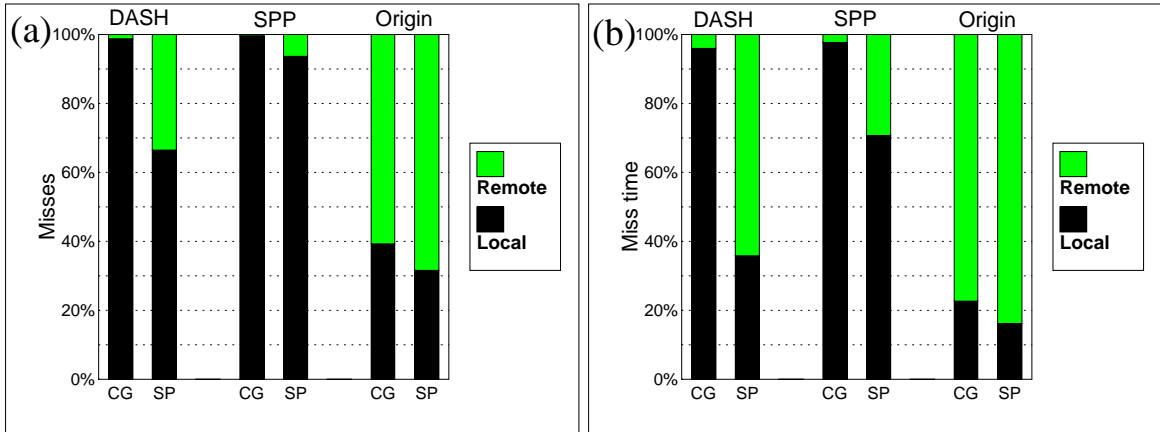 (a)
DASH SPP Origin
100%
80%
60%
40%
20%
0%
Misses
CG SP CG SP CG SP
Remote
Local
(b)
DASH SPP Origin
100%
80%
60%
40%
20%
0%
Miss time
CG SP CG SP CG SP
Remote
Local